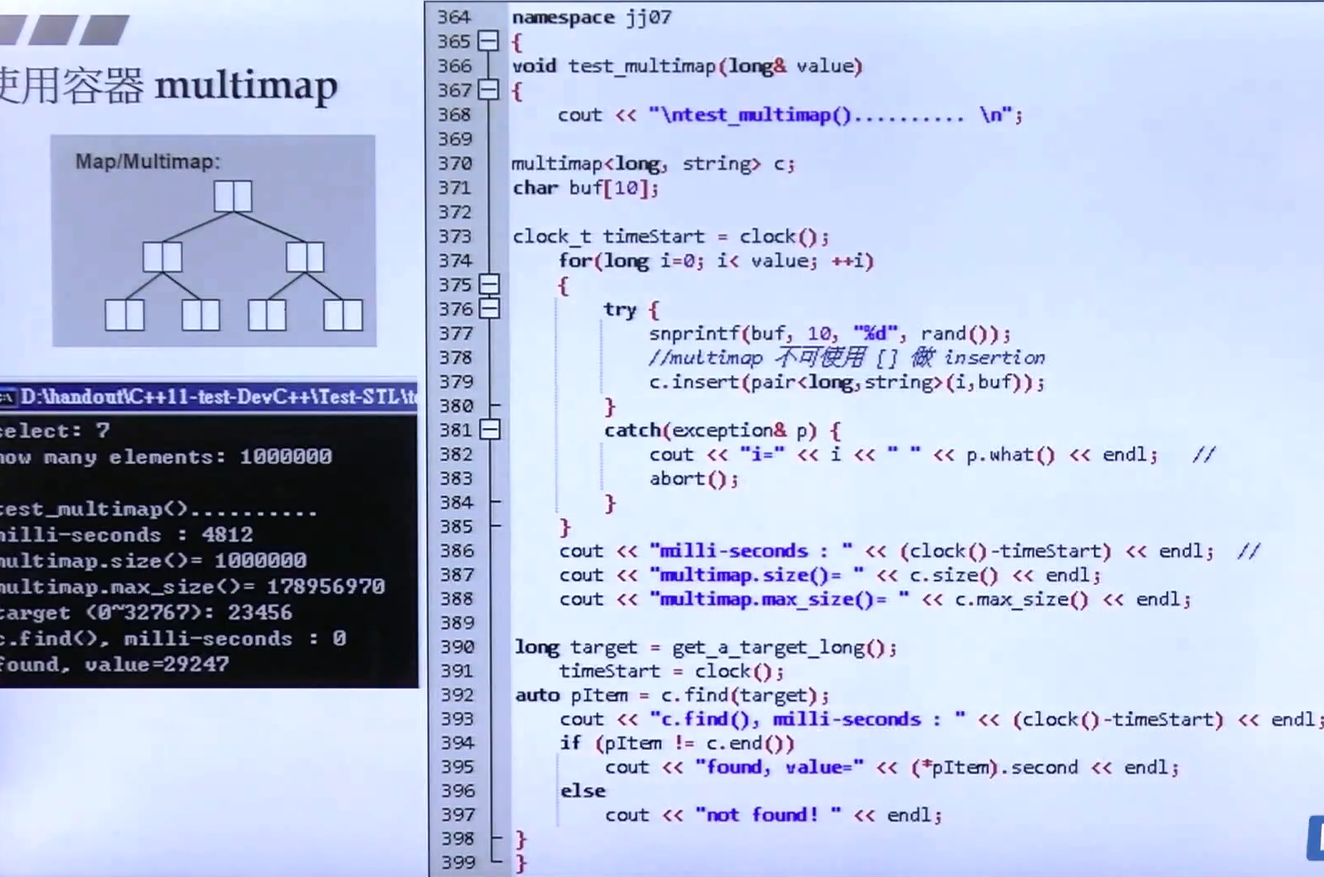 使用容器 multimap
Map/Multimap:
D:\handout\C++11-test-DevC++\Test-STL\t
select: 7
how many elements: 1000000
test_multimap()..........
milli-seconds : 4812
multimap.size()= 1000000
multimap.max_size()= 178956970
target (0~32767): 23456
c.find(), milli-seconds : 0
found, value=29247
364 namespace jj07
365 {
366 void test_multimap(long& value)
367 {
368 cout << "\ntest_multimap().......... \n";
369
370 multimap<long, string> c;
371 char buf[10];
372
373 clock_t timeStart = clock();
374 for(long i=0; i< value; ++i)
375 {
376 try {
377 snprintf(buf, 10, "%d", rand());
378 //multimap 不可使用 [] 做 insertion
379 c.insert(pair<long,string>(i,buf));
380 }
381 catch(exception& p) {
382 cout << "i=" << i << " " << p.what() << endl; //
383 abort();
384 }
385 }
386 cout << "milli-seconds : " << (clock()-timeStart) << endl; //
387 cout << "multimap.size()= " << c.size() << endl;
388 cout << "multimap.max_size()= " << c.max_size() << endl;
389
390 long target = get_a_target_long();
391 timeStart = clock();
392 auto pItem = c.find(target);
393 cout << "c.find(), milli-seconds : " << (clock()-timeStart) << endl;
394 if (pItem != c.end())
395 cout << "found, value=" << (*pItem).second << endl;
396 else
397 cout << "not found! " << endl;
398 }
399 }